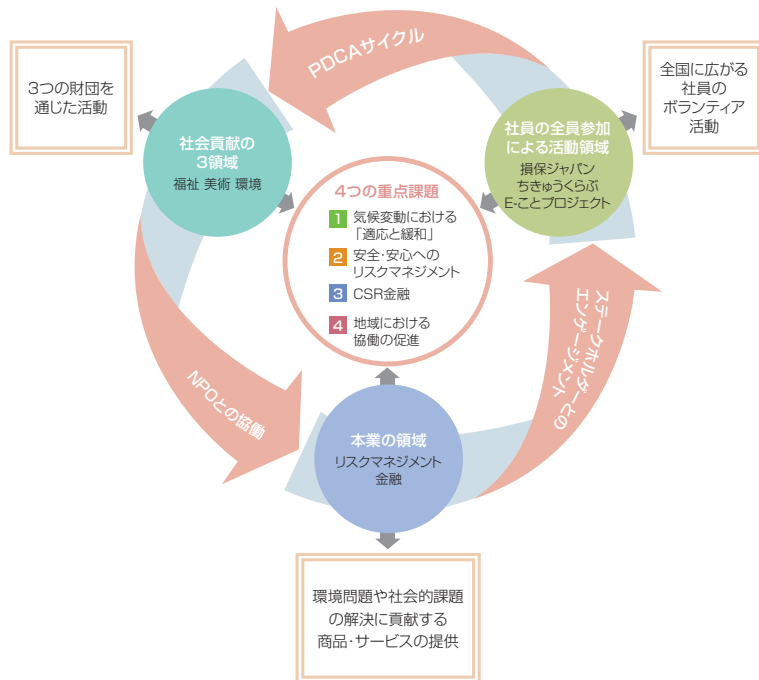 PDCAサイクル
3つの財団を
通じた活動
全国に広がる
社員の
ボランティア
活動
社会貢献の
3領域
福祉 美術 環境
社員の全員参加
による活動領域
損保ジャパン
ちきゅうくらぶ
E-ことプロジェクト
4つの重点課題
1 気候変動における
「適応と緩和」
2 安全・安心への
リスクマネジメント
3 CSR金融
4 地域における
協働の促進
NPOとの協働
ステークホルダーとの
エンゲージメント
本業の領域
リスクマネジメント
金融
環境問題や社会的課題
の解決に貢献する
商品・サービスの提供